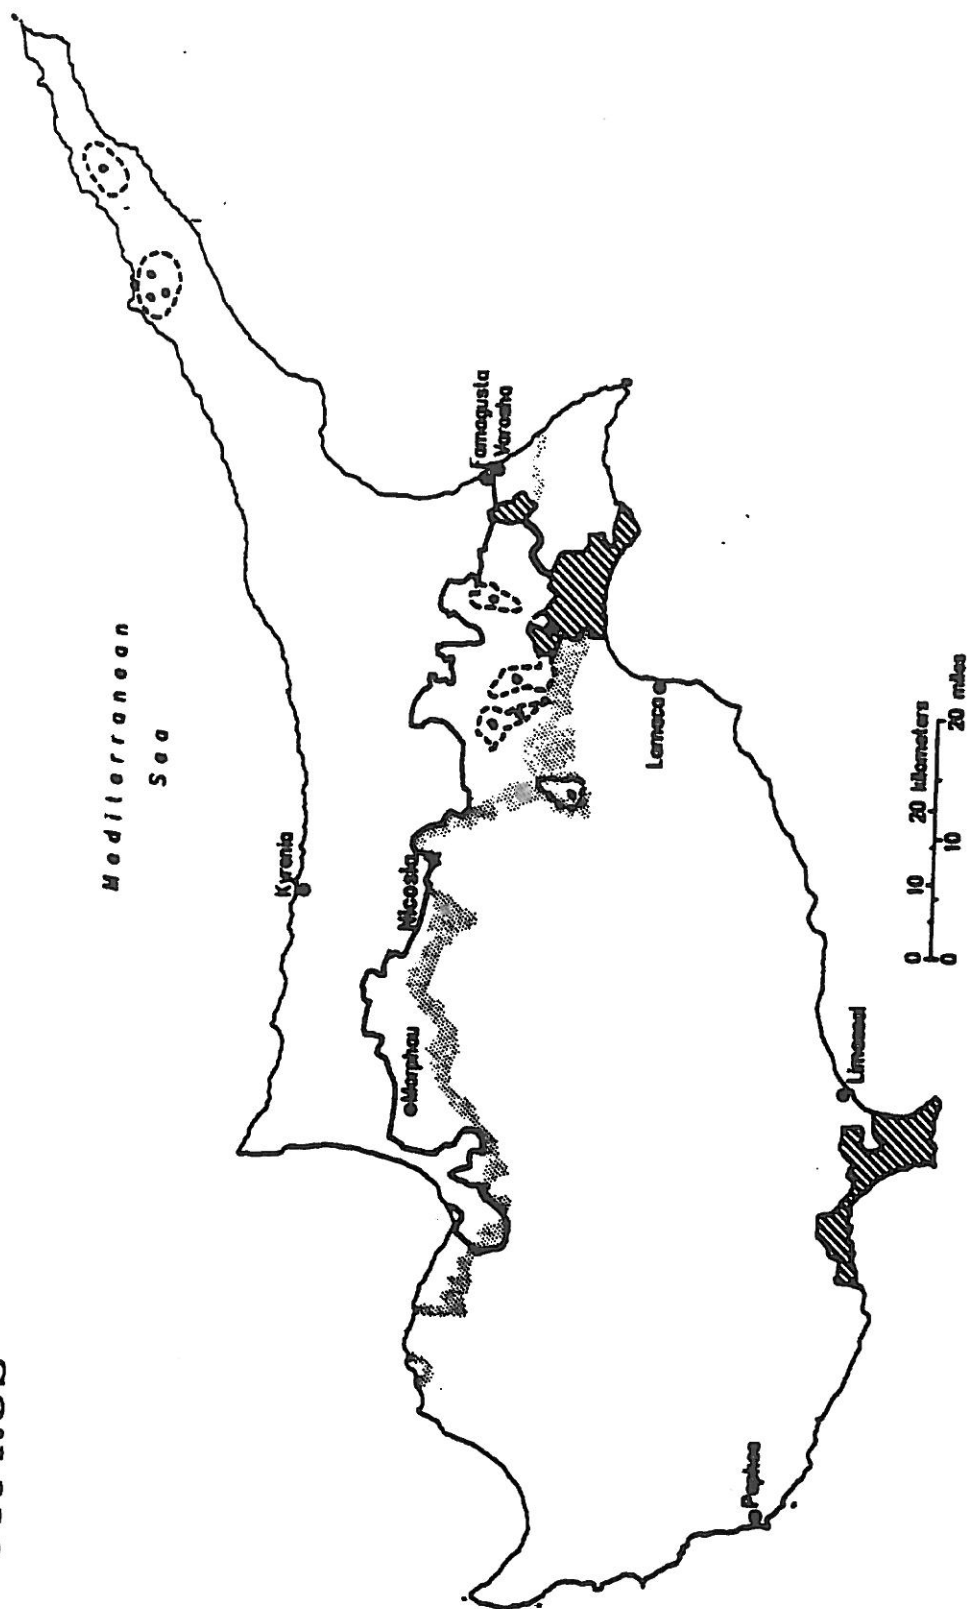 Mediterranean
Sea
Kyrenia
Nicosia
Morphou
Famagusta
Varosha
Larnaca
Limassol
Paphos
0 10 20 kilometers
0 10 20 miles